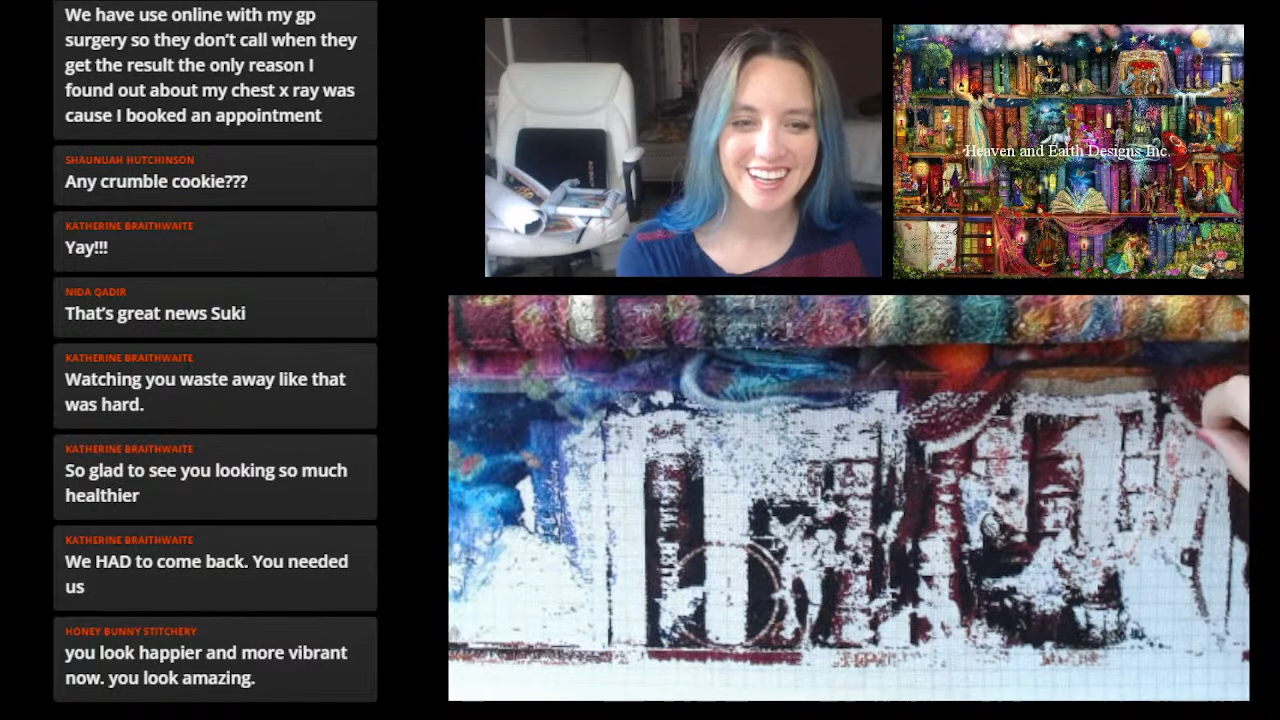 We have use online with my gp
surgery so they don't call when they
get the result the only reason I
found out about my chest x ray was
cause I booked an appointment
SHAUNUAH HUTCHINSON
Any crumble cookie???
KATHERINE BRAITHWAITE
Yay!!!
NIDA QADIR
That's great news Suki
KATHERINE BRAITHWAITE
Watching you waste away like that
was hard.
KATHERINE BRAITHWAITE
So glad to see you looking so much
healthier
KATHERINE BRAITHWAITE
We HAD to come back. You needed
us
HONEY BUNNY STITCHERY
you look happier and more vibrant
now. you look amazing.
Heaven and Earth Designs Inc.